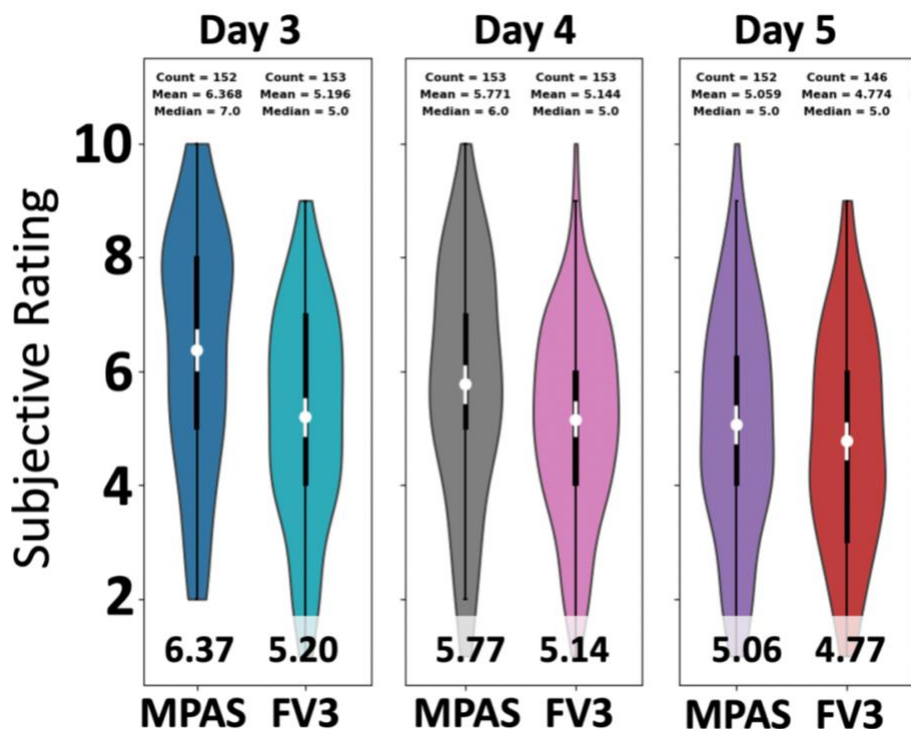 Day 3
Day 4
Day 5
Count = 152
Mean = 6.368
Median = 7.0
Count = 153
Mean = 5.196
Median = 5.0
Count = 153
Mean = 5.771
Median = 6.0
Count = 153
Mean = 5.144
Median = 5.0
Count = 152
Mean = 5.059
Median = 5.0
Count = 146
Mean = 4.774
Median = 5.0
Subjective Rating
10
8
6
4
2
6.37
5.20
5.77
5.14
5.06
4.77
MPAS
FV3
MPAS
FV3
MPAS
FV3